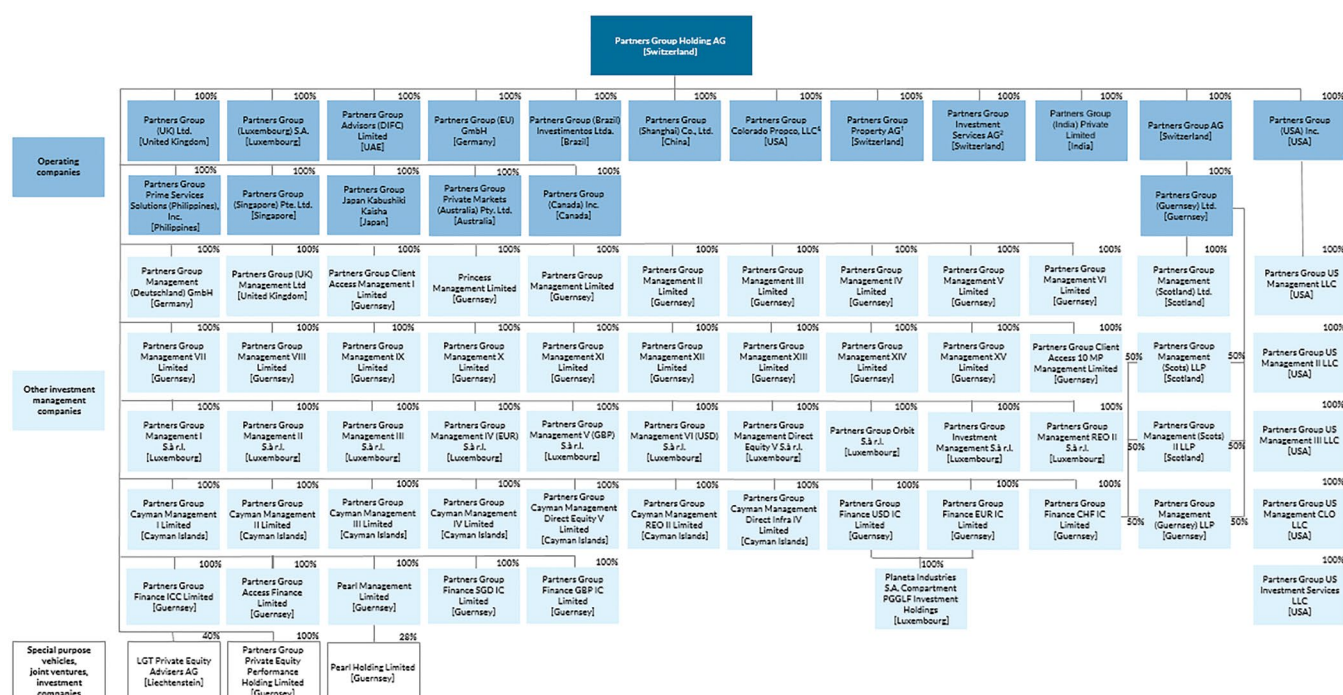 Partners Group Holding AG
[Switzerland]
100% 100% 100% 100% 100% 100% 100% 100% 100% 100% 100% 100%
Operating
companies
Partners Group
(UK) Ltd.
[United Kingdom]
Partners Group
(Luxembourg) S.A.
[Luxembourg]
Partners Group
Advisors (DIFC)
Limited
[UAE]
Partners Group (EU)
GmbH
[Germany]
Partners Group (Brazil)
Investimentos Ltda.
[Brazil]
Partners Group
(Shanghai) Co., Ltd.
[China]
Partners Group
Colorado Propco, LLC⁶
[USA]
Partners Group
Property AG¹
[Switzerland]
Partners Group
Investment
Services AG²
[Switzerland]
Partners Group
(India) Private
Limited
[India]
Partners Group AG
[Switzerland]
Partners Group
(USA) Inc.
[USA]
100% 100% 100% 100% 100% 100%
Partners Group
Prime Services
Solutions (Philippines),
Inc.
[Philippines]
Partners Group
(Singapore) Pte. Ltd.
[Singapore]
Partners Group
Japan Kabushiki
Kaisha
[Japan]
Partners Group
Private Markets
(Australia) Pty. Ltd.
[Australia]
Partners Group
(Canada) Inc.
[Canada]
Partners Group
(Guernsey) Ltd.
[Guernsey]
100% 100% 100% 100% 100% 100% 100% 100% 100% 100% 100% 100%
Other investment
management
companies
Partners Group
Management
(Deutschland) GmbH
[Germany]
Partners Group (UK)
Management Ltd
[United Kingdom]
Partners Group Client
Access Management I
Limited
[Guernsey]
Princess
Management Limited
[Guernsey]
Partners Group
Management Limited
[Guernsey]
Partners Group
Management II
Limited
[Guernsey]
Partners Group
Management III
Limited
[Guernsey]
Partners Group
Management IV
Limited
[Guernsey]
Partners Group
Management V
Limited
[Guernsey]
Partners Group
Management VI
Limited
[Guernsey]
Partners Group
Management
(Scotland) Ltd.
[Scotland]
Partners Group US
Management LLC
[USA]
100% 100% 100% 100% 100% 100% 100% 100% 100% 100% 100%
Partners Group
Management VII
Limited
[Guernsey]
Partners Group
Management VIII
Limited
[Guernsey]
Partners Group
Management IX
Limited
[Guernsey]
Partners Group
Management X
Limited
[Guernsey]
Partners Group
Management XI
Limited
[Guernsey]
Partners Group
Management XII
Limited
[Guernsey]
Partners Group
Management XIII
Limited
[Guernsey]
Partners Group
Management XIV
Limited
[Guernsey]
Partners Group
Management XV
Limited
[Guernsey]
Partners Group Client
Access 10 MP
Management Limited
[Guernsey]
50%
Partners Group
Management
(Scots) LLP
[Scotland]
50%
Partners Group US
Management II LLC
[USA]
100% 100% 100% 100% 100% 100% 100% 100% 100% 100% 100%
Partners Group
Management I
S.à r.l.
[Luxembourg]
Partners Group
Management II
S.à r.l.
[Luxembourg]
Partners Group
Management III
S.à r.l.
[Luxembourg]
Partners Group
Management IV (EUR)
S.à r.l.
[Luxembourg]
Partners Group
Management V (GBP)
S.à r.l.
[Luxembourg]
Partners Group
Management VI (USD)
S.à r.l.
[Luxembourg]
Partners Group
Management Direct
Equity V S.à r.l.
[Luxembourg]
Partners Group Orbit
S.à r.l.
[Luxembourg]
Partners Group
Investment
Management S.à r.l.
[Luxembourg]
Partners Group
Management REO II
S.à r.l.
[Luxembourg]
50%
Partners Group
Management (Scots)
II LLP
[Scotland]
50%
Partners Group US
Management III LLC
[USA]
100% 100% 100% 100% 100% 100% 100% 100% 100% 100% 100%
Partners Group
Cayman Management
I Limited
[Cayman Islands]
Partners Group
Cayman Management
II Limited
[Cayman Islands]
Partners Group
Cayman Management
III Limited
[Cayman Islands]
Partners Group
Cayman Management
IV Limited
[Cayman Islands]
Partners Group
Cayman Management
Direct Equity V
Limited
[Cayman Islands]
Partners Group
Cayman Management
REO II Limited
[Cayman Islands]
Partners Group
Cayman Management
Direct Infra IV
Limited
[Cayman Islands]
Partners Group
Finance USD IC
Limited
[Guernsey]
Partners Group
Finance EUR IC
Limited
[Guernsey]
Partners Group
Finance CHF IC
Limited
[Guernsey]
50%
Partners Group
Management
(Guernsey) LLP
[Guernsey]
50%
Partners Group US
Management CLO
LLC
[USA]
100% 100% 100% 100% 100% 100% 100%
Partners Group
Finance ICC Limited
[Guernsey]
Partners Group
Access Finance
Limited
[Guernsey]
Pearl Management
Limited
[Guernsey]
Partners Group
Finance SGD IC
Limited
[Guernsey]
Partners Group
Finance GBP IC
Limited
[Guernsey]
Planeta Industries
S.A. Compartment
PGGLF Investment
Holdings
[Luxembourg]
Partners Group US
Investment Services
LLC
[USA]
40% 100% 28%
Special purpose
vehicles,
joint ventures,
investment
companies
LGT Private Equity
Advisers AG
[Liechtenstein]
Partners Group
Private Equity
Performance
Holding Limited
[Guernsey]
Pearl Holding Limited
[Guernsey]